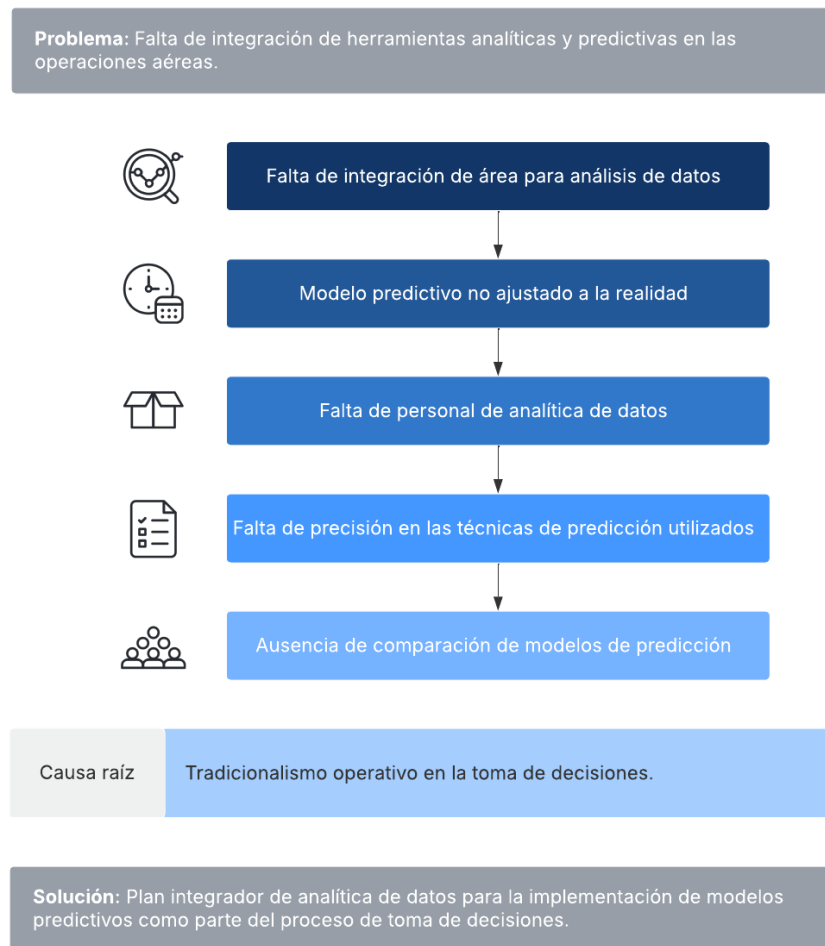 Problema: Falta de integración de herramientas analíticas y predictivas en las
operaciones aéreas.
Falta de integración de área para análisis de datos
Modelo predictivo no ajustado a la realidad
Falta de personal de analítica de datos
Falta de precisión en las técnicas de predicción utilizados
Ausencia de comparación de modelos de predicción
Causa raíz
Tradicionalismo operativo en la toma de decisiones.
Solución: Plan integrador de analítica de datos para la implementación de modelos
predictivos como parte del proceso de toma de decisiones.